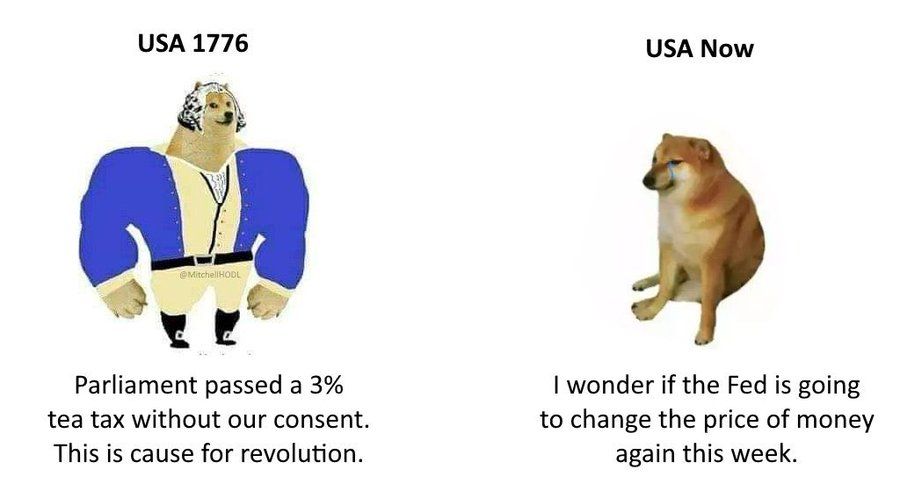 USA 1776
USA Now
@MitchellHODL
Parliament passed a 3%
tea tax without our consent.
This is cause for revolution.
I wonder if the Fed is going
to change the price of money
again this week.